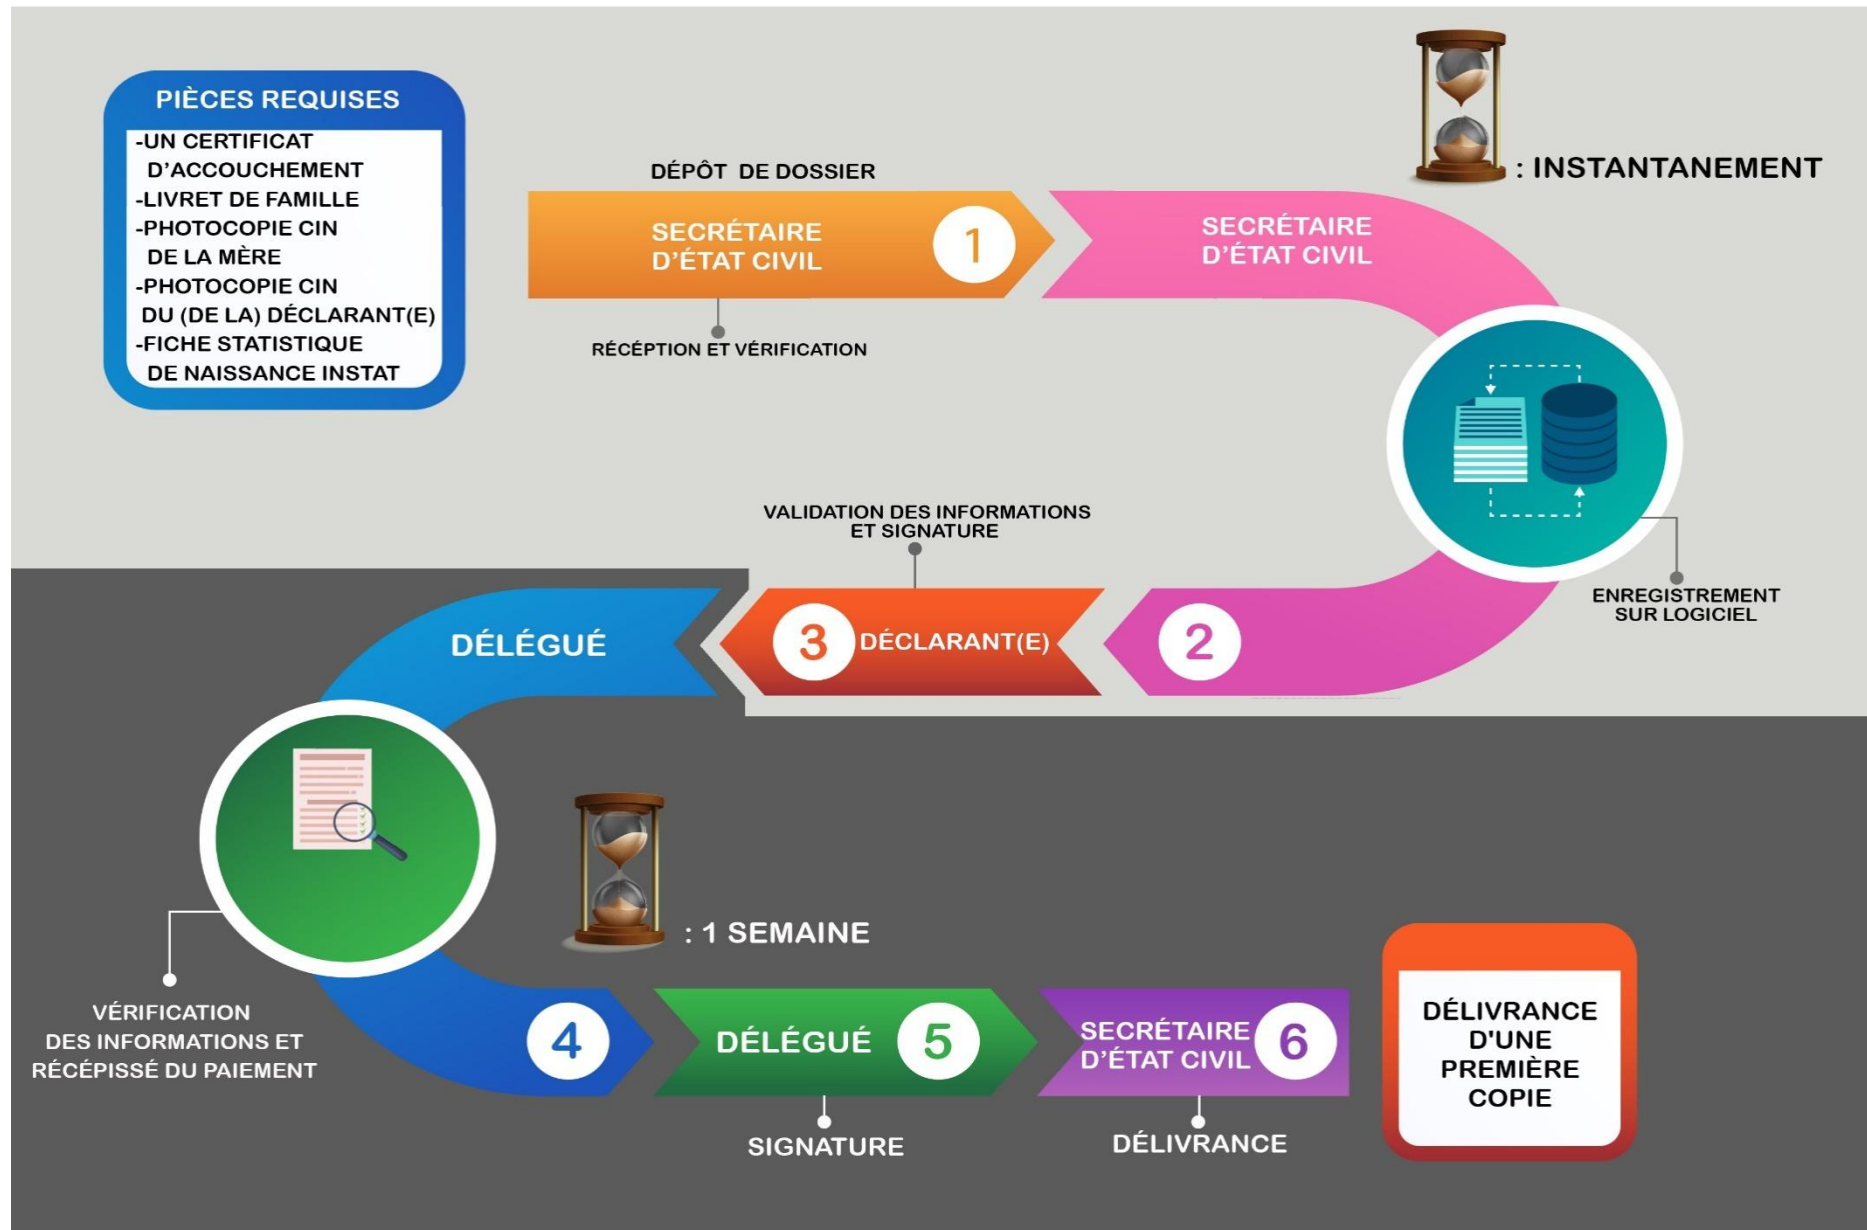 PIÈCES REQUISES
-UN CERTIFICAT
D'ACCOUCHEMENT
-LIVRET DE FAMILLE
-PHOTOCOPIE CIN
DE LA MÈRE
-PHOTOCOPIE CIN
DU (DE LA) DÉCLARANT(E)
-FICHE STATISTIQUE
DE NAISSANCE INSTAT
: INSTANTANEMENT
DÉPÔT DE DOSSIER
SECRÉTAIRE
D'ÉTAT CIVIL
1
RÉCÉPTION ET VÉRIFICATION
SECRÉTAIRE
D'ÉTAT CIVIL
ENREGISTREMENT
SUR LOGICIEL
2
VALIDATION DES INFORMATIONS
ET SIGNATURE
3
DÉCLARANT(E)
DÉLÉGUÉ
VÉRIFICATION
DES INFORMATIONS ET
RÉCÉPISSÉ DU PAIEMENT
: 1 SEMAINE
4
DÉLÉGUÉ
5
SIGNATURE
SECRÉTAIRE
D'ÉTAT CIVIL
6
DÉLIVRANCE
DÉLIVRANCE
D'UNE
PREMIÈRE
COPIE